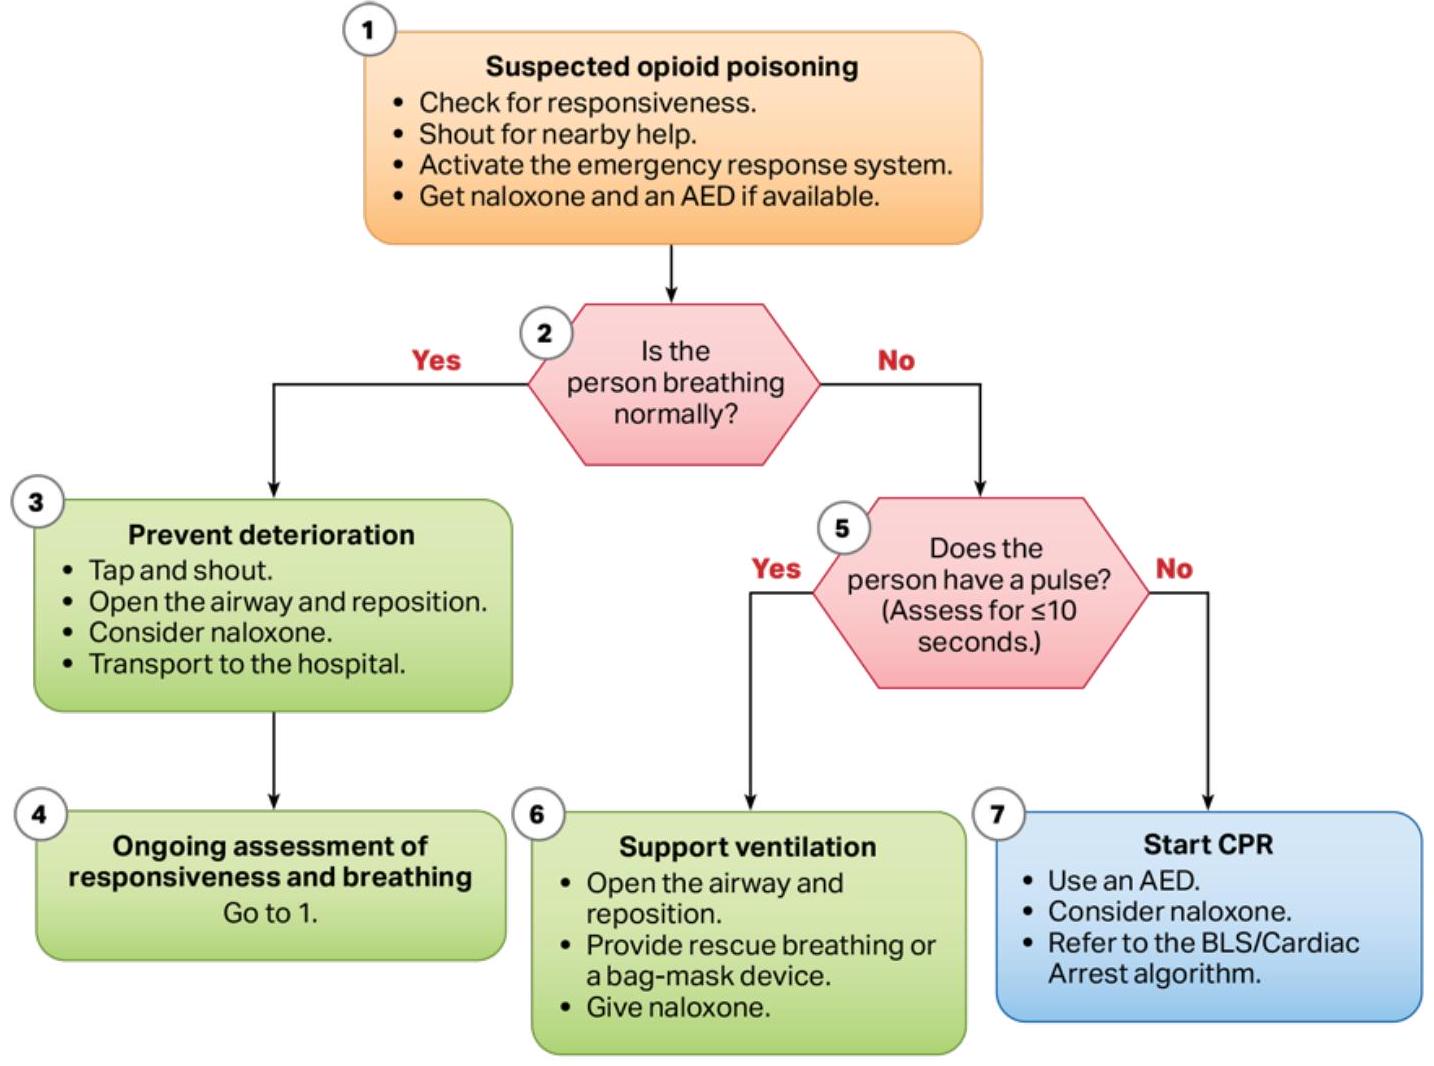 1
Suspected opioid poisoning
• Check for responsiveness.
• Shout for nearby help.
• Activate the emergency response system.
• Get naloxone and an AED if available.
2
Is the
person breathing
normally?
Yes
No
3
Prevent deterioration
• Tap and shout.
• Open the airway and reposition.
• Consider naloxone.
• Transport to the hospital.
4
Ongoing assessment of
responsiveness and breathing
Go to 1.
5
Does the
person have a pulse?
(Assess for ≤10
seconds.)
Yes
No
6
Support ventilation
• Open the airway and
reposition.
• Provide rescue breathing or
a bag-mask device.
• Give naloxone.
7
Start CPR
• Use an AED.
• Consider naloxone.
• Refer to the BLS/Cardiac
Arrest algorithm.